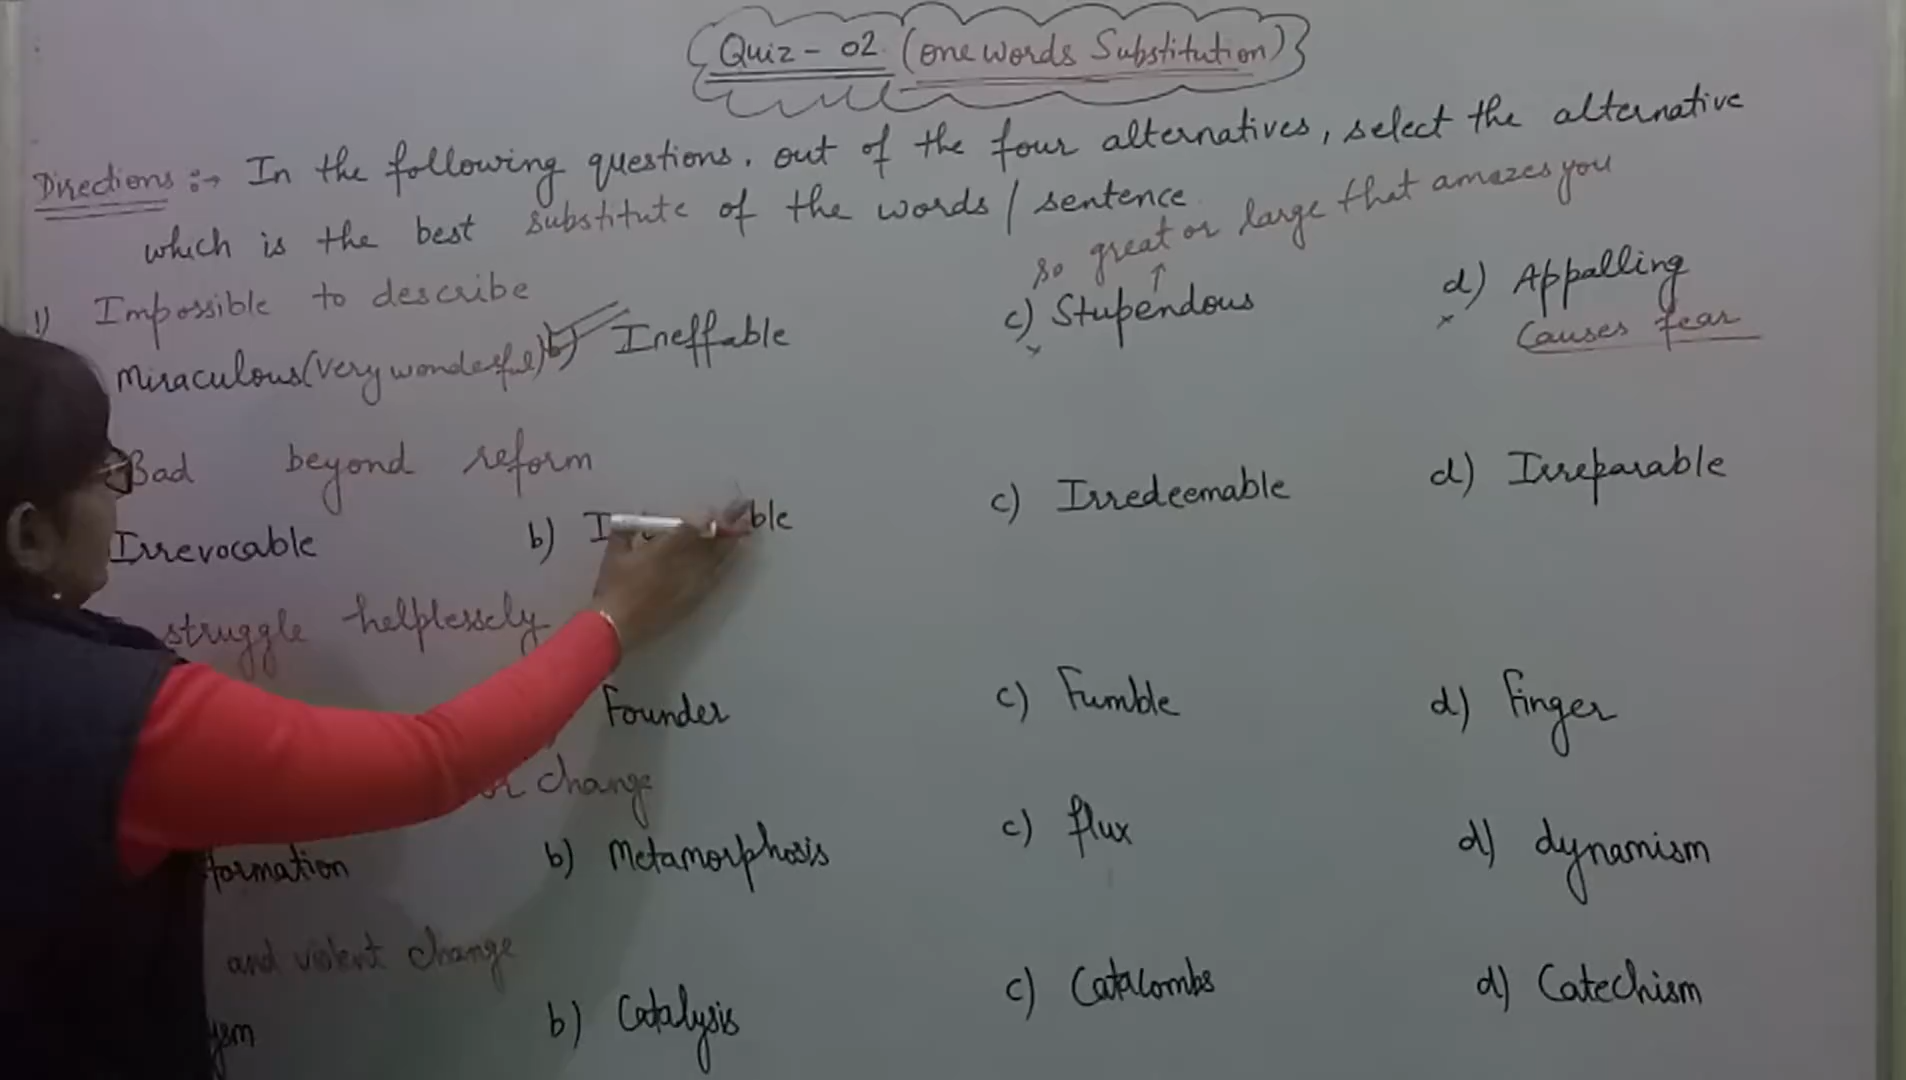 Quiz - 02 (one words Substitution)
Directions :→ In the following questions, out of the four alternatives, select the alternative
which is the best substitute of the words / sentence
so great or large that amazes you
1) Impossible to describe
Miraculous (very wonderful) b) Ineffable c) Stupendous d) Appalling
Causes fear
Bad beyond reform
Irrevocable b) c) Irredeemable d) Irreparable
struggle helplessly
Founder c) Fumble d) Finger
change
formation b) Metamorphosis c) flux d) dynamism
and violent change
b) Catalysis c) Catacombs d) Catechism